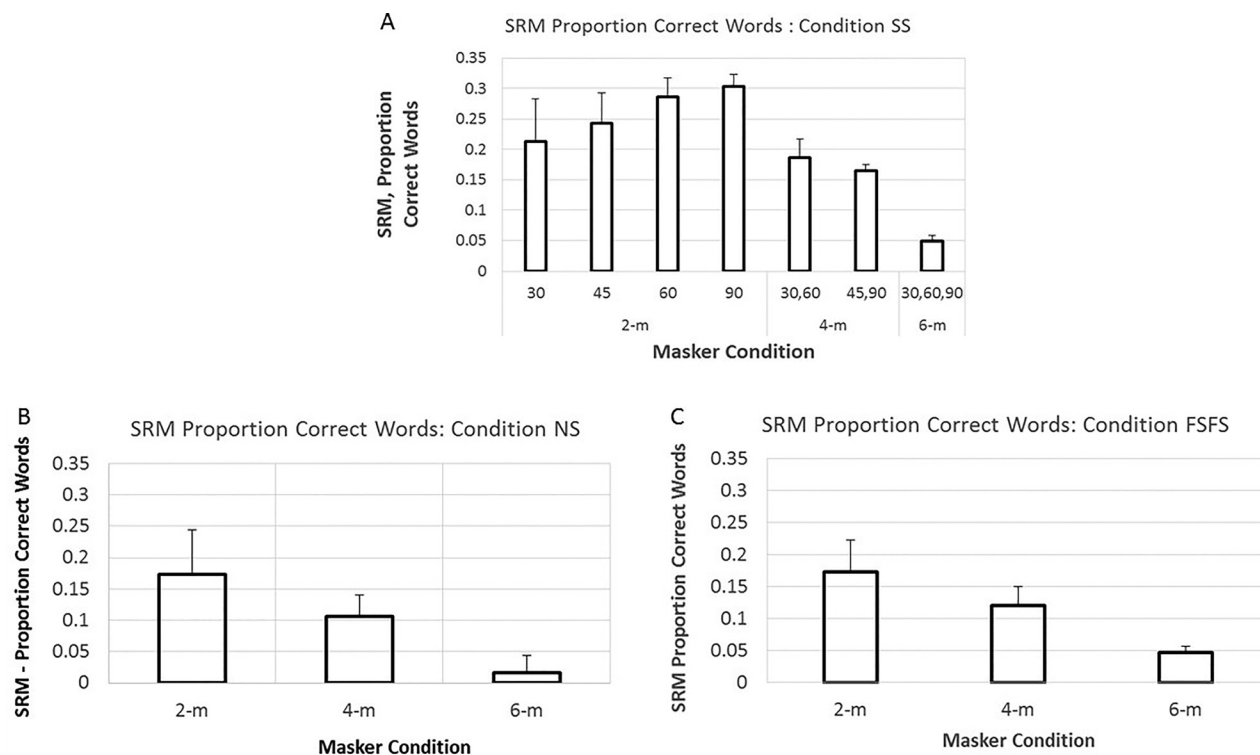 A
SRM Proportion Correct Words : Condition SS
SRM, Proportion
Correct Words
0.35
0.3
0.25
0.2
0.15
0.1
0.05
0
30 45 60 90 30,60 45,90 30,60,90
2-m 4-m 6-m
Masker Condition
B
SRM Proportion Correct Words: Condition NS
SRM - Proportion Correct Words
0.35
0.3
0.25
0.2
0.15
0.1
0.05
0
2-m 4-m 6-m
Masker Condition
C
SRM Proportion Correct Words: Condition FSFS
SRM Proportion Correct Words
0.35
0.3
0.25
0.2
0.15
0.1
0.05
0
2-m 4-m 6-m
Masker Condition